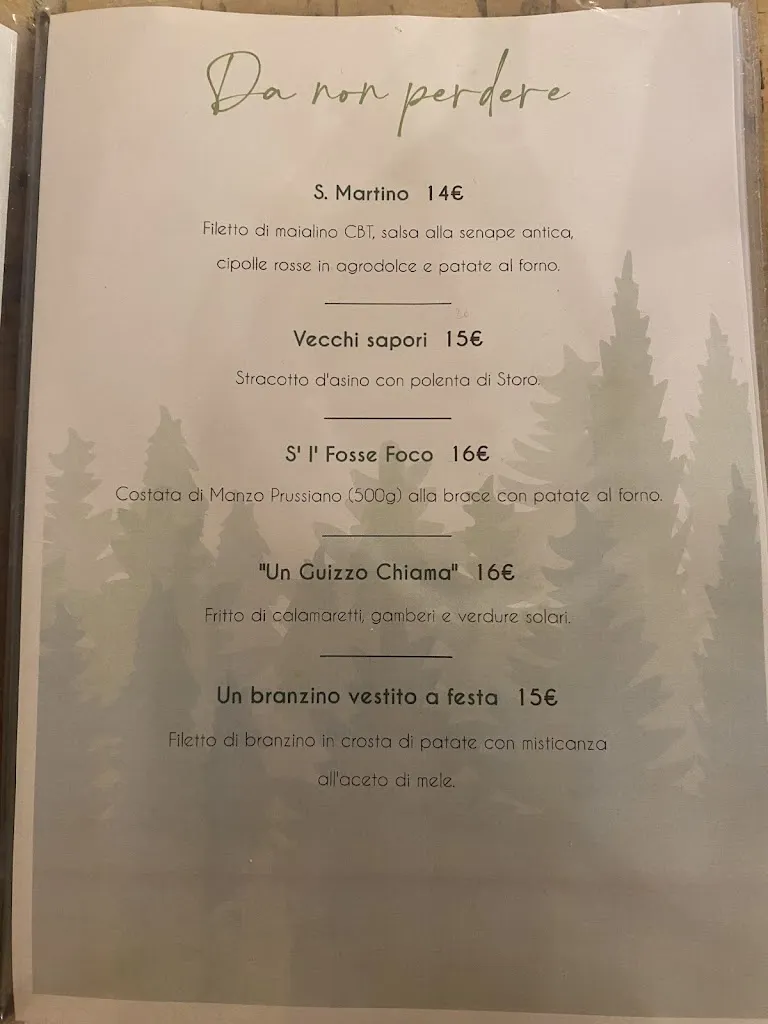 Da non perdere
S. Martino 14€
Filetto di maialino CBT, salsa alla senape antica,
cipolle rosse in agrodolce e patate al forno.
Vecchi sapori 15€
Stracotto d'asino con polenta di Storo.
S' I' Fosse Foco 16€
Costata di Manzo Prussiano (500g) alla brace con patate al forno.
"Un Guizzo Chiama" 16€
Fritto di calamaretti, gamberi e verdure solari.
Un branzino vestito a festa 15€
Filetto di branzino in crosta di patate con misticanza
all'aceto di mele.